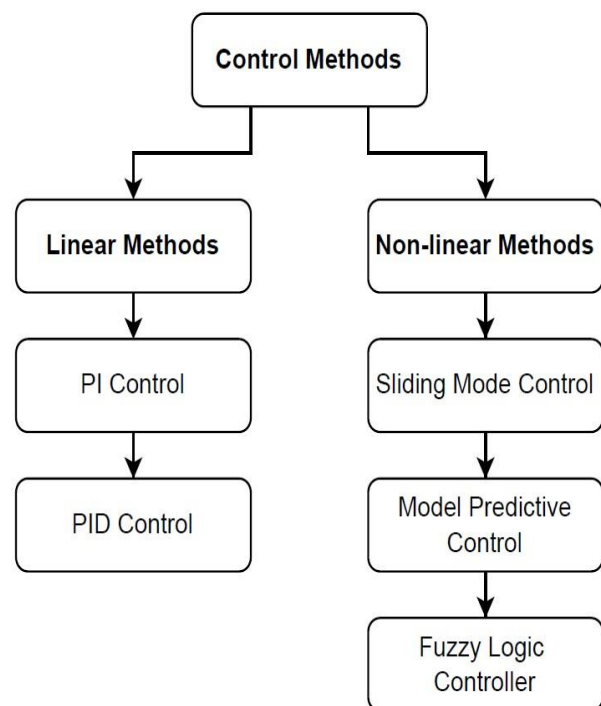 Control Methods
Linear Methods
Non-linear Methods
PI Control
Sliding Mode Control
PID Control
Model Predictive
Control
Fuzzy Logic
Controller